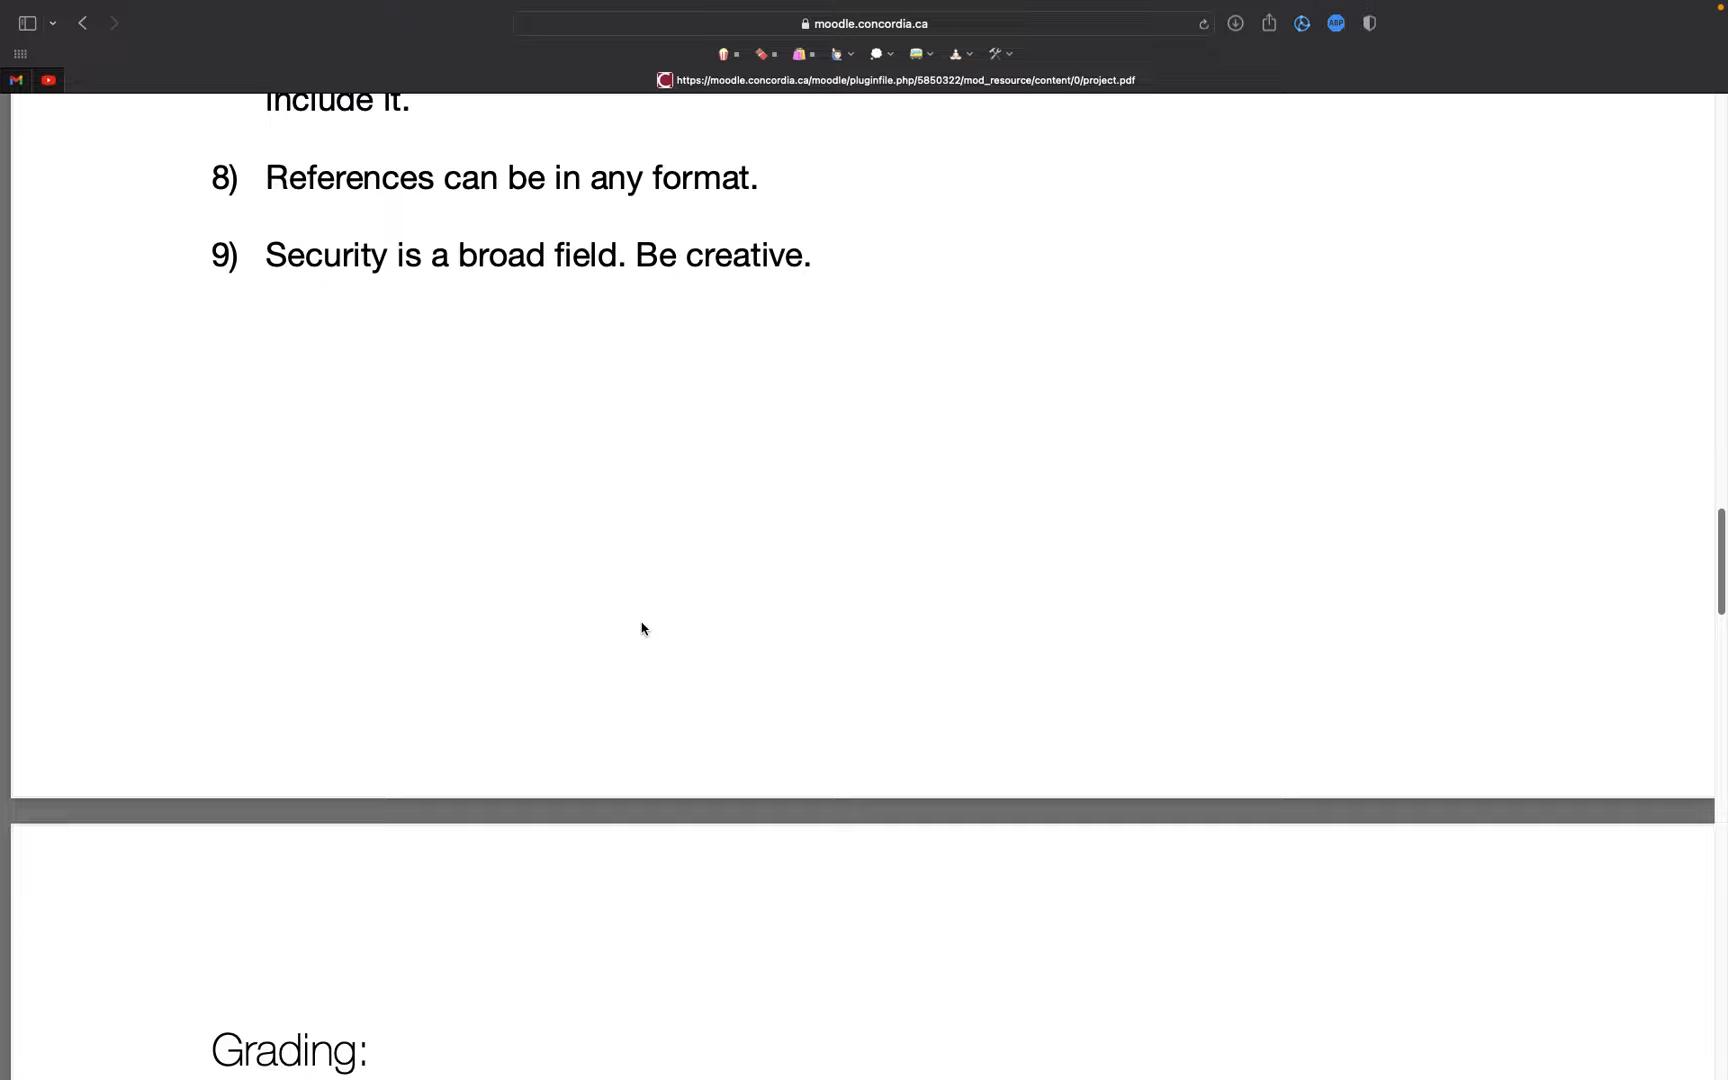 moodle.concordia.ca
ABP
https://moodle.concordia.ca/moodle/pluginfile.php/5850322/mod_resource/content/0/project.pdf
include it.
8) References can be in any format.
9) Security is a broad field. Be creative.
Grading: